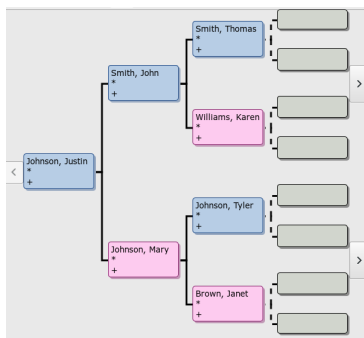 Smith, Thomas
*
+
Smith, John
*
+
Williams, Karen
*
+
Johnson, Justin
*
+
Johnson, Tyler
*
+
Johnson, Mary
*
+
Brown, Janet
*
+